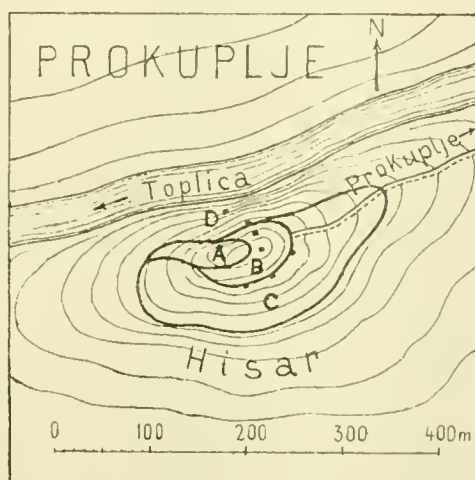 PROKUPLJE
N
Prokuplje
Toplica
D
A
B
C
Hisar
0 100 200 300 400m